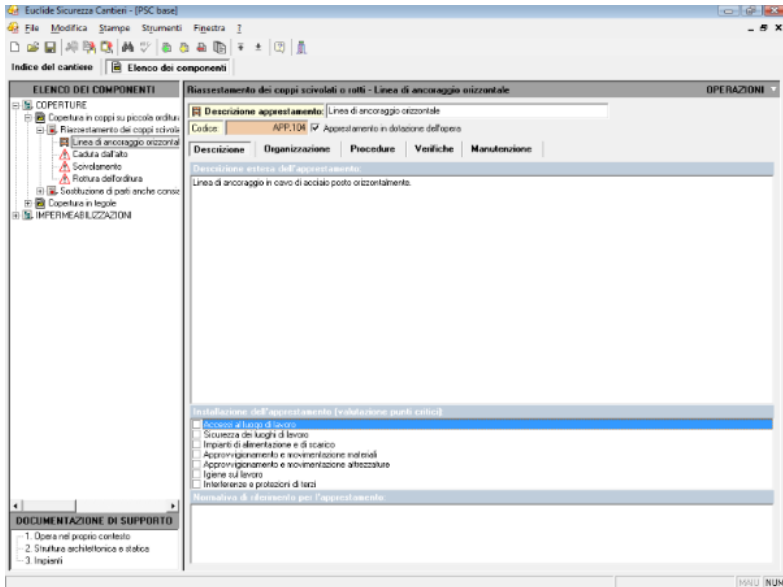 Euclide Sicurezza Cantieri - [PSC base]
File Modifica Stampe Strumenti Finestra ?
Indice del cantiere Elenco dei componenti
ELENCO DEI COMPONENTI
COPERTURE
Copertura in coppi su piccola orditura
Riassestamento dei coppi scivola
Linea di ancoraggio orizzontal
Caduta dall'alto
Scivolamento
Rottura dell'orditura
Sostituzione di parti anche consis
Copertura in tegole
IMPERMEABILIZZAZIONI
DOCUMENTAZIONE DI SUPPORTO
1. Opera nel proprio contesto
2. Struttura architettonica e statica
3. Impianti
Riassestamento dei coppi scivolati o rotti - Linea di ancoraggio orizzontale OPERAZIONI
Descrizione apprestamento: Linea di ancoraggio orizzontale
Codice: APP.104 Apprestamento in dotazione dell'opera
Descrizione Organizzazione Procedure Verifiche Manutenzione
Descrizione estesa dell'apprestamento:
Linea di ancoraggio in cavo di acciaio posto orizzontalmente.
Installazione dell'apprestamento (valutazione punti critici):
Accessi al luogo di lavoro
Sicurezza dei luoghi di lavoro
Impianti di alimentazione e di scarico
Approvvigionamento e movimentazione materiali
Approvvigionamento e movimentazione attrezzature
Igiene sul lavoro
Interferenze e protezioni di terzi
Normativa di riferimento per l'apprestamento:
MAIU NUM